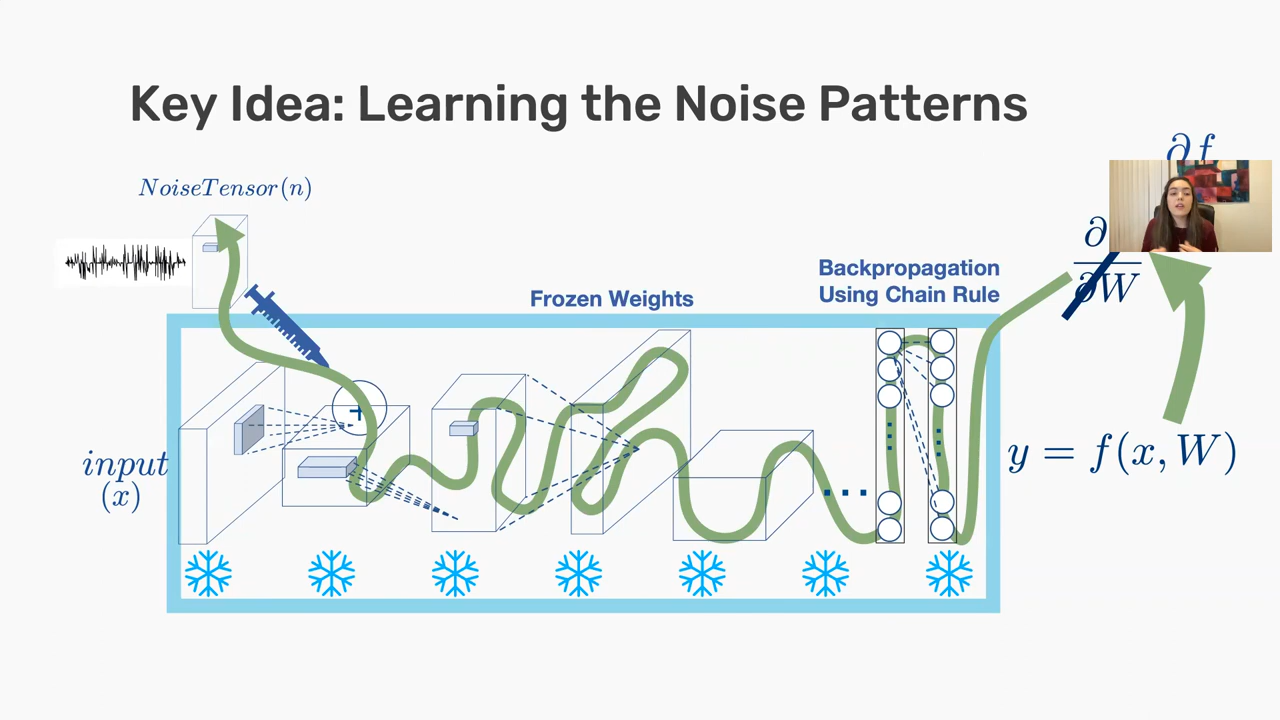 Key Idea: Learning the Noise Patterns
NoiseTensor(n)
∂f
∂
∂W
Backpropagation
Using Chain Rule
Frozen Weights
+
input
(x)
y = f(x, W)
...